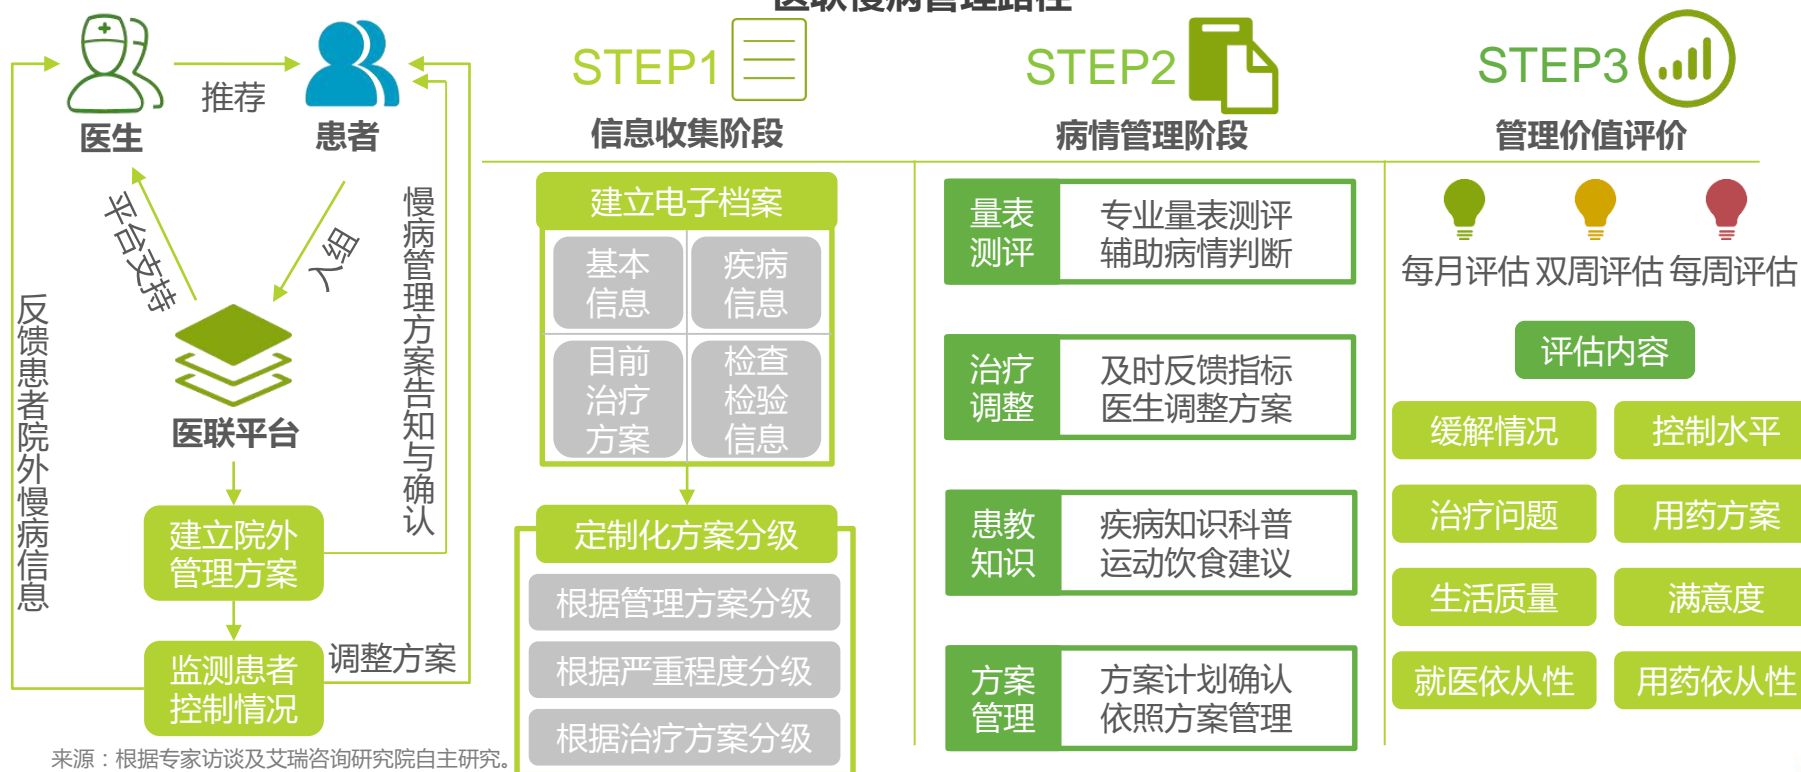 医联慢病管理路径
医生
推荐
患者
平台支持
入组
慢病管理方案告知与确认
反馈患者院外慢病信息
医联平台
建立院外
管理方案
监测患者
控制情况
调整方案
STEP1
信息收集阶段
建立电子档案
基本
信息
疾病
信息
目前
治疗
方案
检查
检验
信息
定制化方案分级
根据管理方案分级
根据严重程度分级
根据治疗方案分级
STEP2
病情管理阶段
量表
测评
专业量表测评
辅助病情判断
治疗
调整
及时反馈指标
医生调整方案
患教
知识
疾病知识科普
运动饮食建议
方案
管理
方案计划确认
依照方案管理
STEP3
管理价值评价
每月评估
双周评估
每周评估
评估内容
缓解情况
控制水平
治疗问题
用药方案
生活质量
满意度
就医依从性
用药依从性
来源：根据专家访谈及艾瑞咨询研究院自主研究。